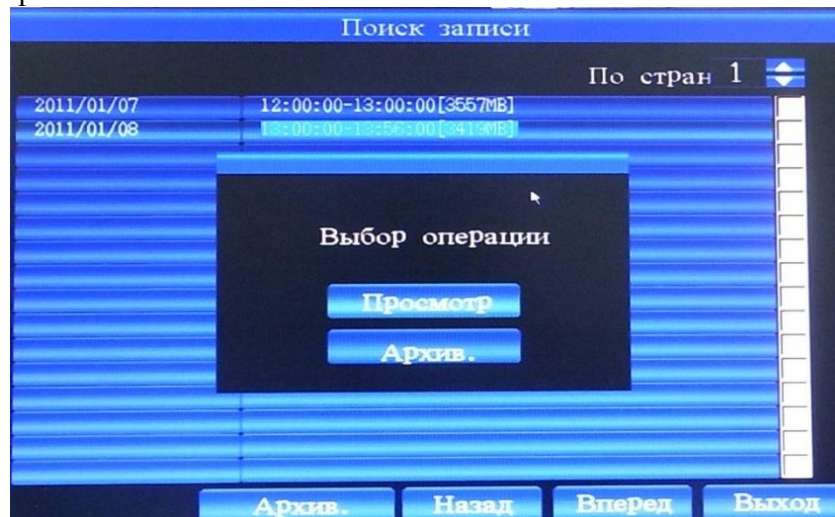 Поиск записи
По стран 1
2011/01/07 12:00:00-13:00:00[3557MB]
2011/01/08 13:00:00-13:56:00[3419MB]
Выбор операции
Просмотр
Архив.
Архив. Назад Вперед Выход